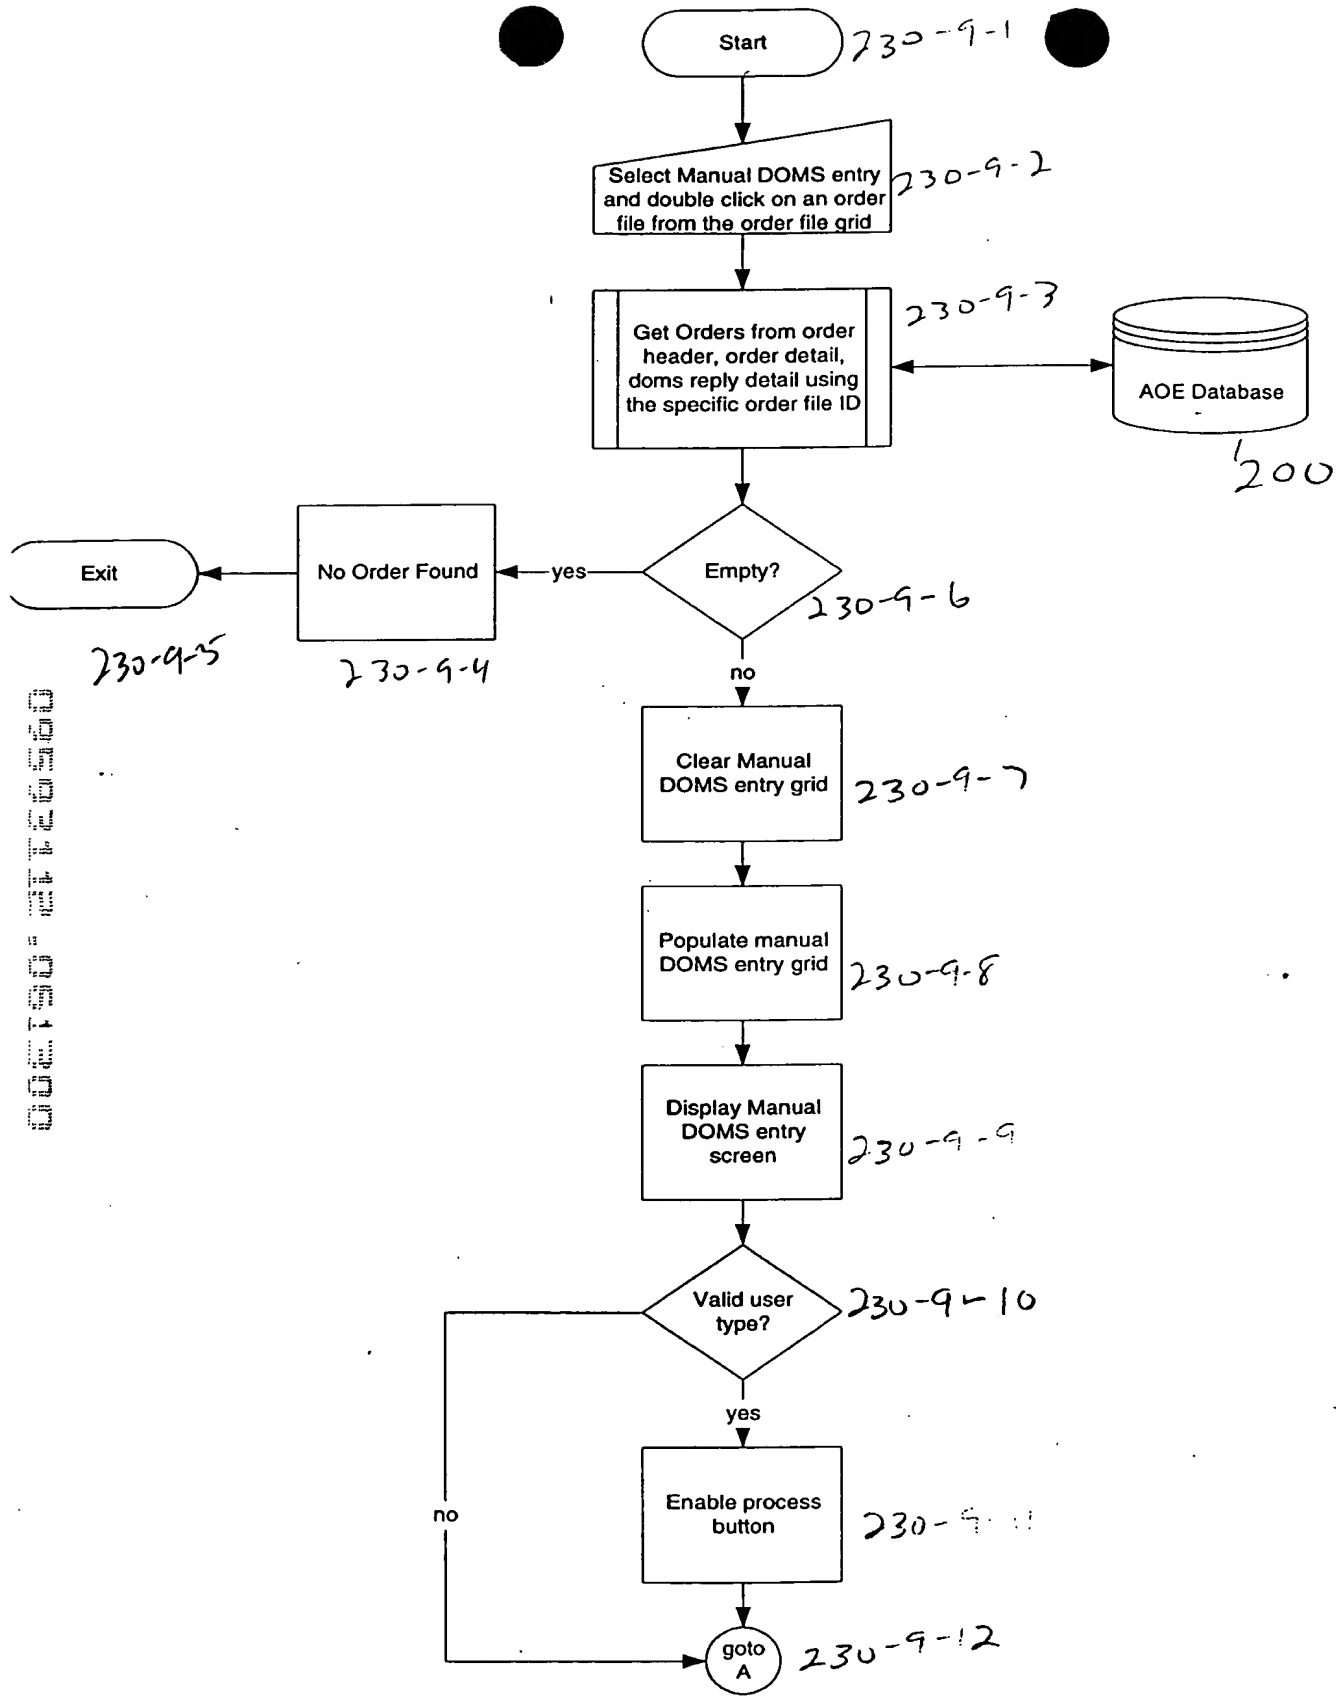 Start
230-9-1
Select Manual DOMS entry
and double click on an order
file from the order file grid
230-9-2
Get Orders from order
header, order detail,
doms reply detail using
the specific order file ID
230-9-3
AOE Database
200
Exit
No Order Found
yes
Empty?
230-9-6
230-9-5
230-9-4
no
Clear Manual
DOMS entry grid
230-9-7
Populate manual
DOMS entry grid
230-9-8
Display Manual
DOMS entry
screen
230-9-9
Valid user
type?
230-9-10
yes
Enable process
button
230-9-11
no
goto
A
230-9-12